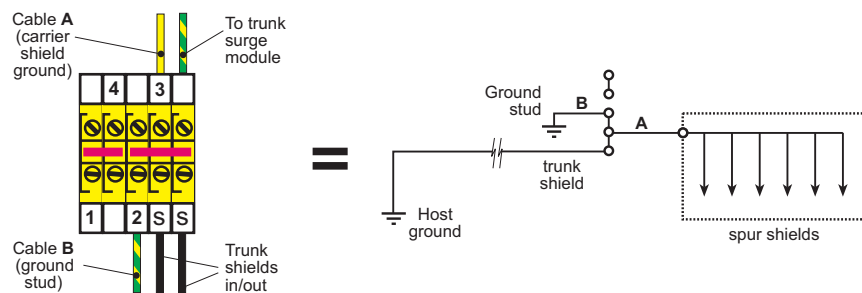 Cable A
(carrier
shield
ground)
To trunk
surge
module
4
3
1
2
S
S
Cable B
(ground
stud)
Trunk
shields
in/out
=
Ground
stud
B
A
trunk
shield
Host
ground
spur shields